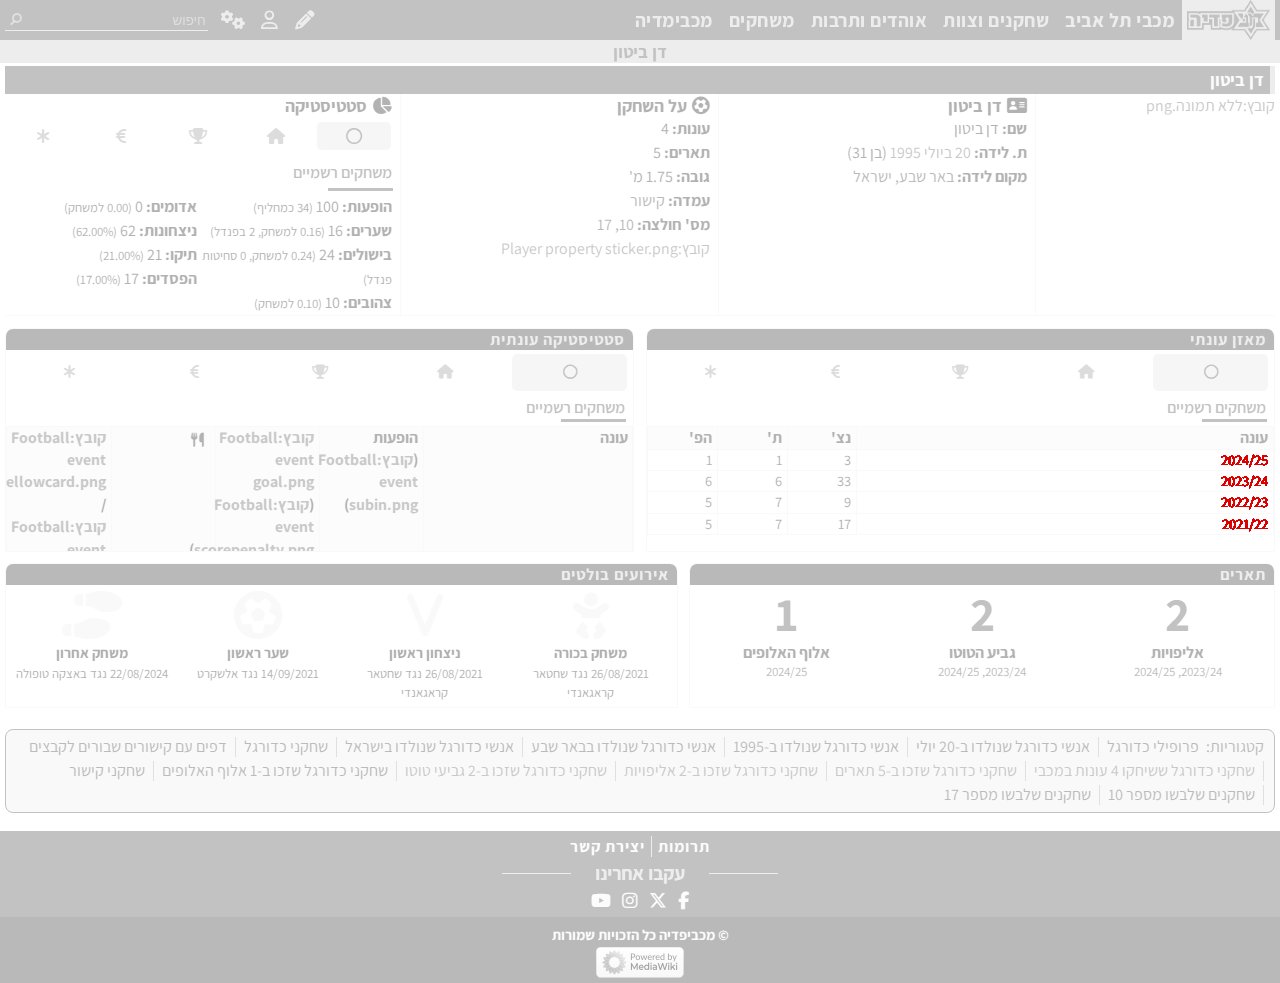 מכבי תל אביב שחקנים וצוות אוהדים ותרבות משחקים מכבימדיה חיפוש
דן ביטון
דן ביטון
קובץ:ללא תמונה.png
דן ביטון
שם: דן ביטון
ת. לידה: 20 ביולי 1995 (בן 31)
מקום לידה: באר שבע, ישראל
על השחקן
עונות: 4
תארים: 5
גובה: 1.75 מ'
עמדה: קישור
מס' חולצה: 10, 17
קובץ:Player property sticker.png
סטטיסטיקה
משחקים רשמיים
הופעות: 100 (34 כמחליף)
שערים: 16 (0.16 למשחק, 2 בפנדל)
בישולים: 24 (0.24 למשחק, 0 סחיטות
פנדל)
צהובים: 10 (0.10 למשחק)
אדומים: 0 (0.00 למשחק)
ניצחונות: 62 (62.00%)
תיקו: 21 (21.00%)
הפסדים: 17 (17.00%)
מאזן עונתי
משחקים רשמיים
עונה נצ' ת' הפ'
2024/25 3 1 1
2023/24 33 6 6
2022/23 9 7 5
2021/22 17 7 5
סטטיסטיקה עונתית
משחקים רשמיים
עונה
הופעות
(קובץ:Football
event
subin.png)
קובץ:Football
event
goal.png
(קובץ:Football
event
scorepenalty.png)
קובץ:Football
event
ellowcard.png
/
קובץ:Football
event
תארים
2
אליפויות
2023/24, 2024/25
2
גביע הטוטו
2023/24, 2024/25
1
אלוף האלופים
2024/25
אירועים בולטים
משחק בכורה
26/08/2021 נגד שחטאר
קראגאנדי
ניצחון ראשון
26/08/2021 נגד שחטאר
קראגאנדי
שער ראשון
14/09/2021 נגד אלשקרט
משחק אחרון
22/08/2024 נגד באצקה טופולה
קטגוריות: פרופילי כדורגל אנשי כדורגל שנולדו ב-20 יולי אנשי כדורגל שנולדו ב-1995 אנשי כדורגל שנולדו בבאר שבע אנשי כדורגל שנולדו בישראל שחקני כדורגל דפים עם קישורים שבורים לקבצים
שחקני כדורגל ששיחקו 4 עונות במכבי שחקני כדורגל שזכו ב-5 תארים שחקני כדורגל שזכו ב-2 אליפויות שחקני כדורגל שזכו ב-2 גביעי טוטו שחקני כדורגל שזכו ב-1 אלוף האלופים שחקני קישור
שחקנים שלבשו מספר 10 שחקנים שלבשו מספר 17
תרומות יצירת קשר
עקבו אחרינו
© מכביפדיה כל הזכויות שמורות
Powered by
MediaWiki